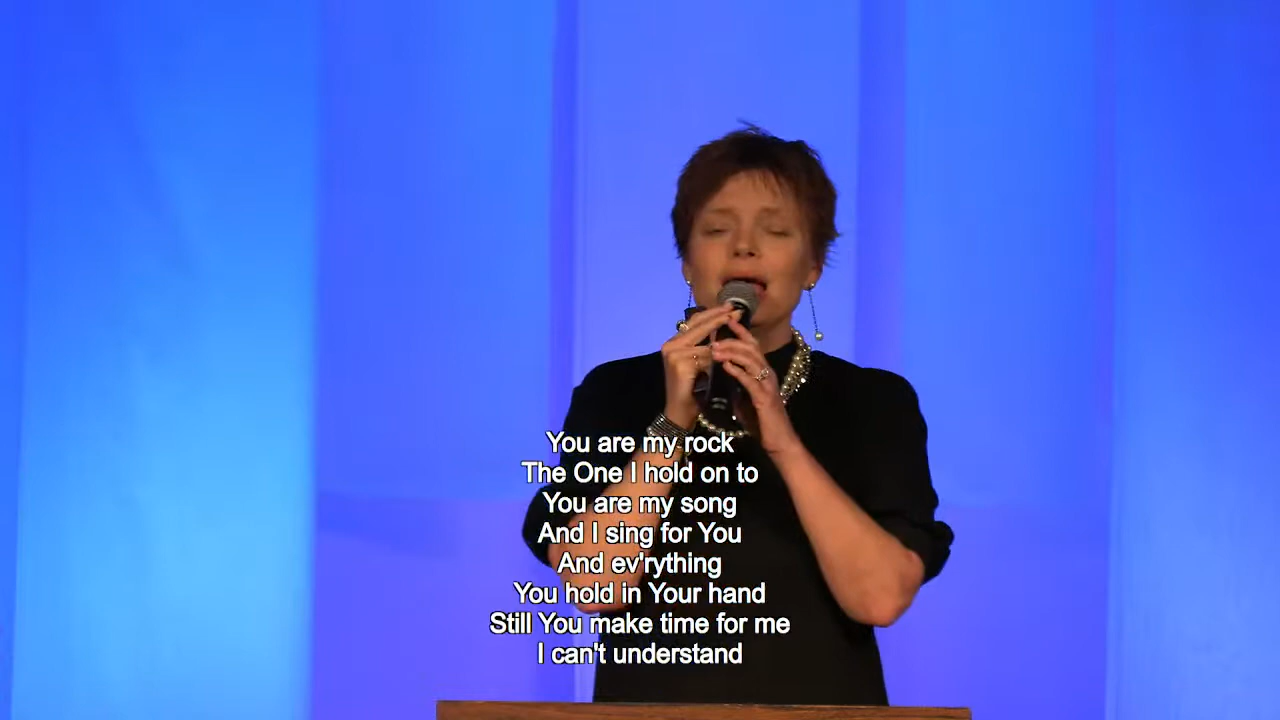 You are my rock
The One I hold on to
You are my song
And I sing for You
And ev'rything
You hold in Your hand
Still You make time for me
I can't understand